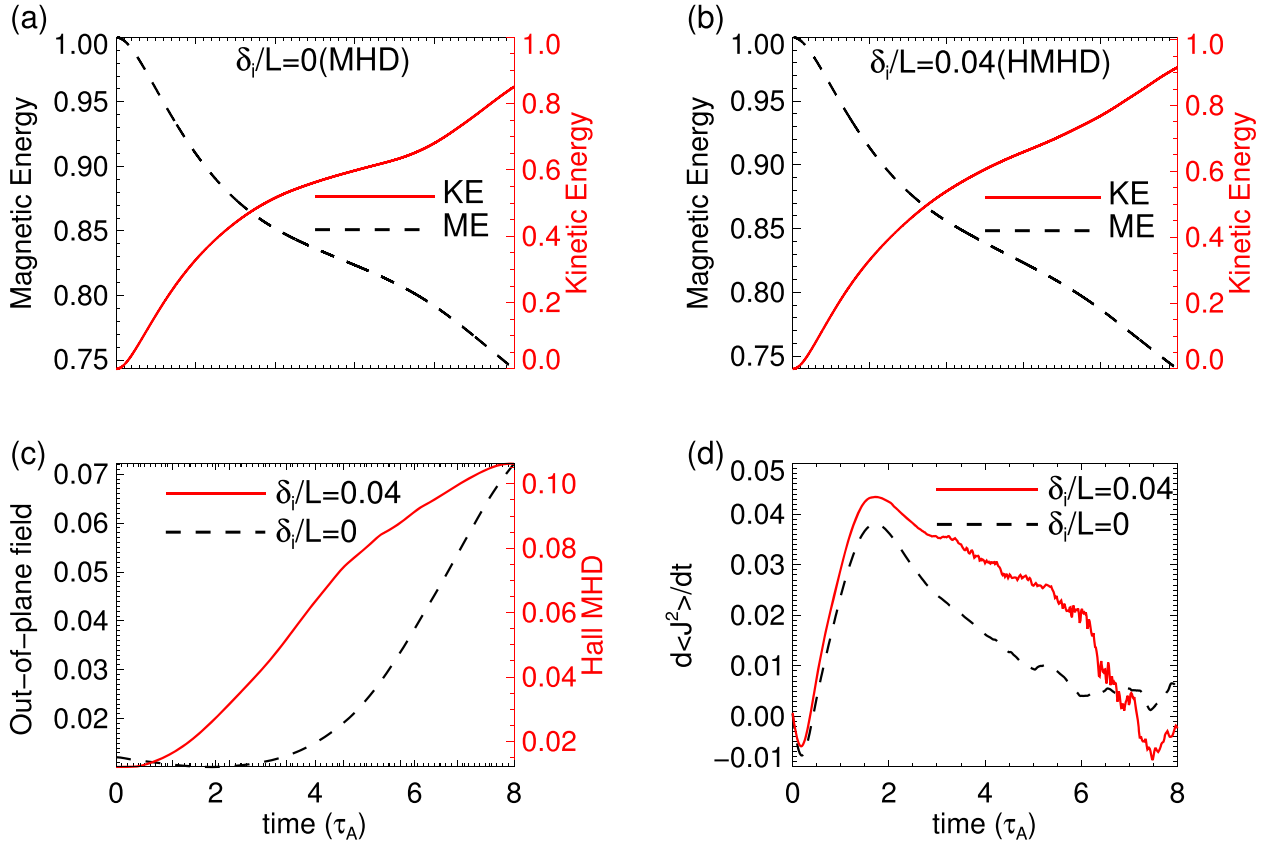 (a)
δi/L=0(MHD)
Magnetic Energy
1.00
0.95
0.90
0.85
0.80
0.75
KE
ME
1.0
0.8
0.6
0.4
0.2
0.0
Kinetic Energy
(b)
δi/L=0.04(HMHD)
Magnetic Energy
1.00
0.95
0.90
0.85
0.80
0.75
KE
ME
1.0
0.8
0.6
0.4
0.2
0.0
Kinetic Energy
(c)
Out−of−plane field
0.07
0.06
0.05
0.04
0.03
0.02
δi/L=0.04
δi/L=0
0.10
0.08
0.06
0.04
0.02
Hall MHD
0 2 4 6 8
time (τA)
(d)
d<J²>/dt
0.05
0.04
0.03
0.02
0.01
0.00
−0.01
δi/L=0.04
δi/L=0
0 2 4 6 8
time (τA)